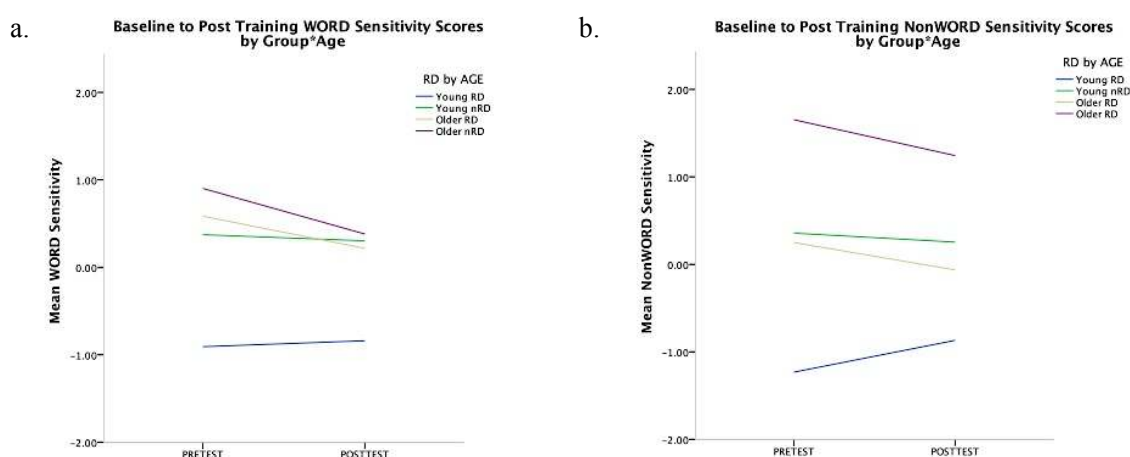 a.
Baseline to Post Training WORD Sensitivity Scores
by Group*Age
RD by AGE
Young RD
Young nRD
Older RD
Older nRD
Mean WORD Sensitivity
2.00
1.00
0.00
-1.00
-2.00
PRETEST
POSTTEST
b.
Baseline to Post Training NonWORD Sensitivity Scores
by Group*Age
RD by AGE
Young RD
Young nRD
Older RD
Older RD
Mean NonWORD Sensitivity
2.00
1.00
0.00
-1.00
-2.00
PRETEST
POSTTEST